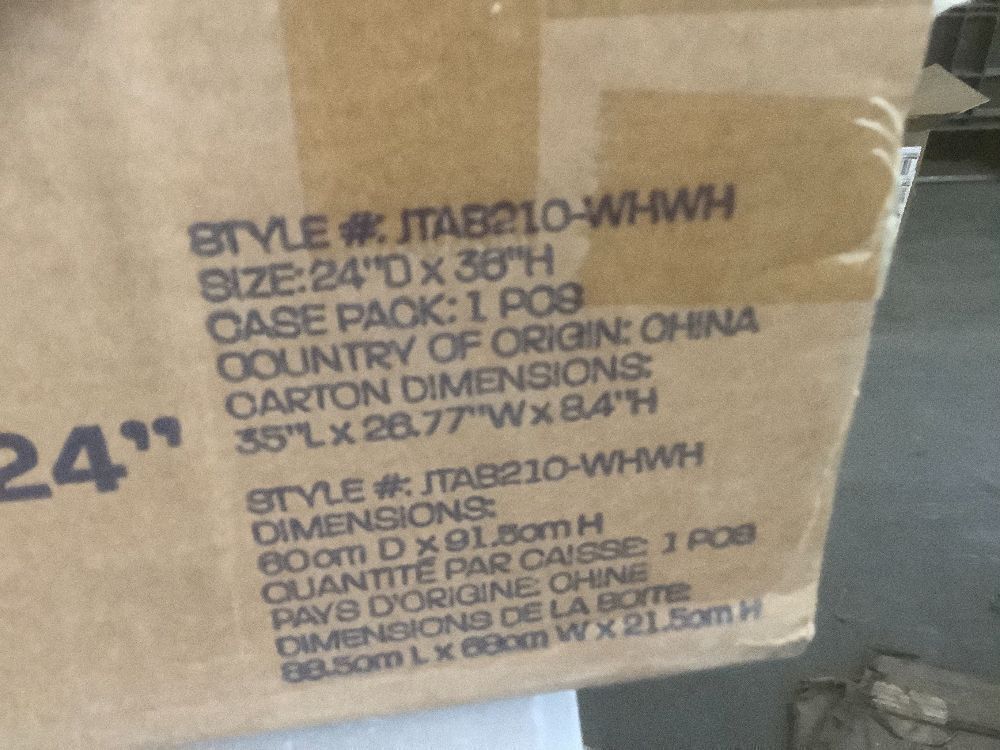 STYLE #: JTAB210-WHWH
SIZE:24"D X 36"H
CASE PACK: 1 PCS
COUNTRY OF ORIGIN: CHINA
CARTON DIMENSIONS:
35"L X 26.77"W X 8.4"H
24"
STYLE #: JTAB210-WHWH
DIMENSIONS:
60cm D X 91.5cm H
QUANTITÉ PAR CAISSE: 1 PCS
PAYS D'ORIGINE: CHINE
DIMENSIONS DE LA BOITE
88.5cm L X 68cm W X 21.5cm H